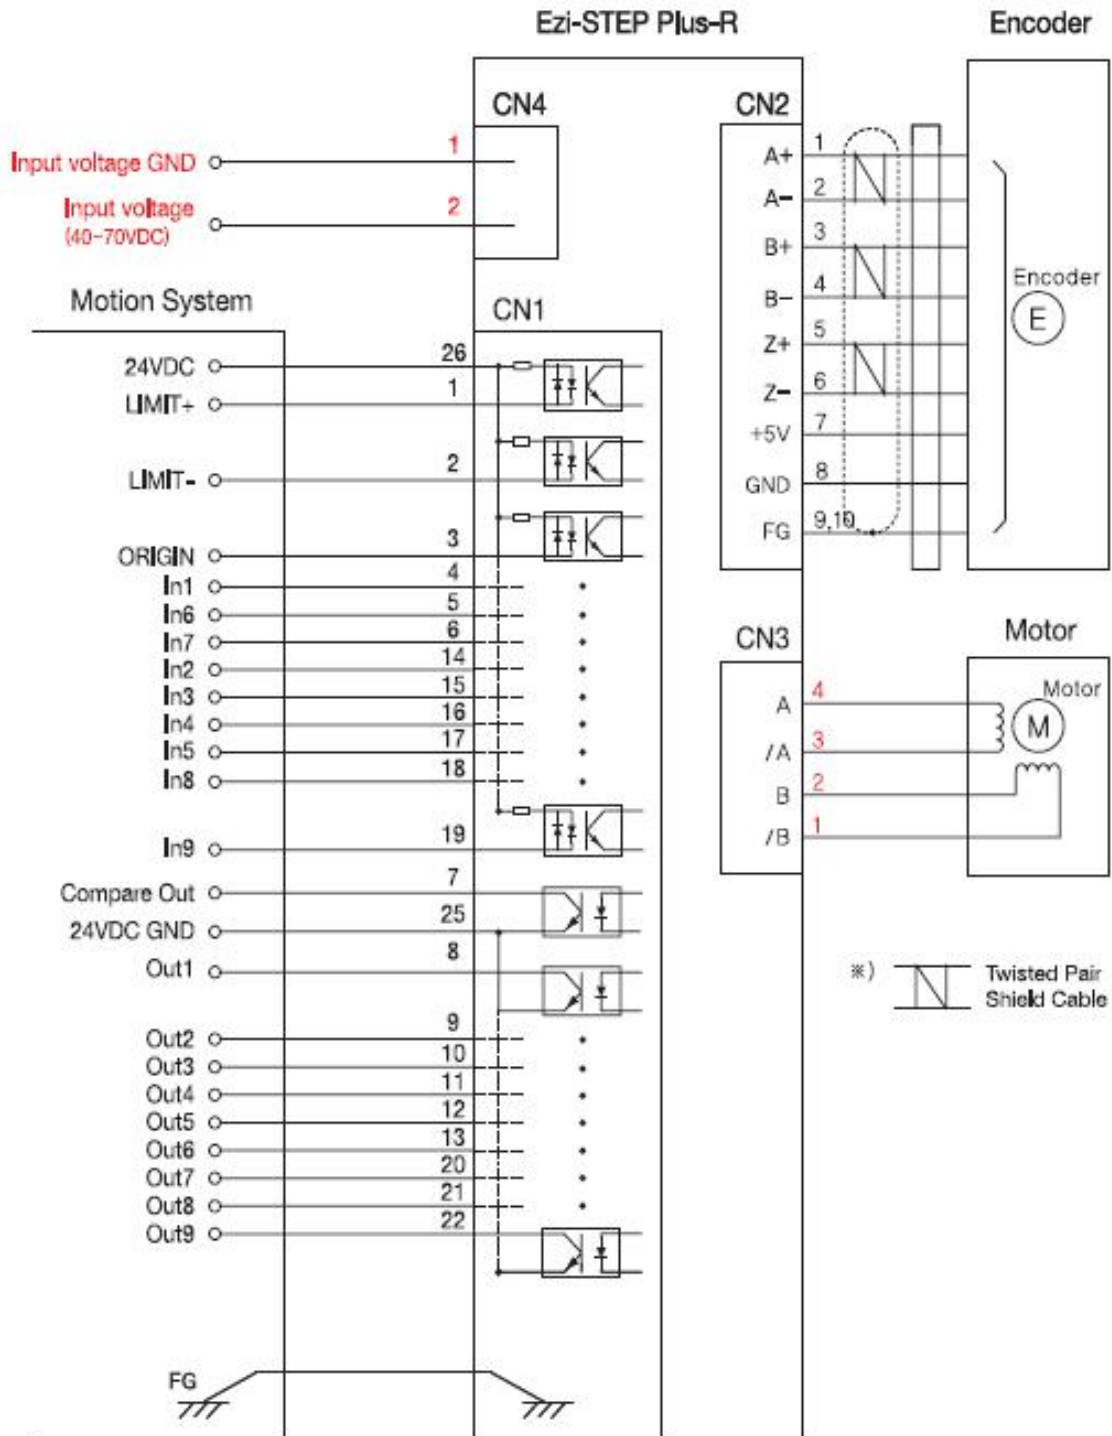 Ezi-STEP Plus-R
Encoder
CN4
1
Input voltage GND
2
Input voltage
(40~70VDC)
CN2
A+ 1
A- 2
B+ 3
B- 4
Z+ 5
Z- 6
+5V 7
GND 8
FG 9,10
Encoder
E
Motion System
CN1
24VDC 26
LIMIT+ 1
LIMIT- 2
ORIGIN 3
In1 4
In6 5
In7 6
In2 14
In3 15
In4 16
In5 17
In8 18
In9 19
Compare Out 7
24VDC GND 25
Out1 8
Out2 9
Out3 10
Out4 11
Out5 12
Out6 13
Out7 20
Out8 21
Out9 22
FG
CN3
Motor
A 4
/A 3
B 2
/B 1
Motor
M
※) Twisted Pair
Shield Cable